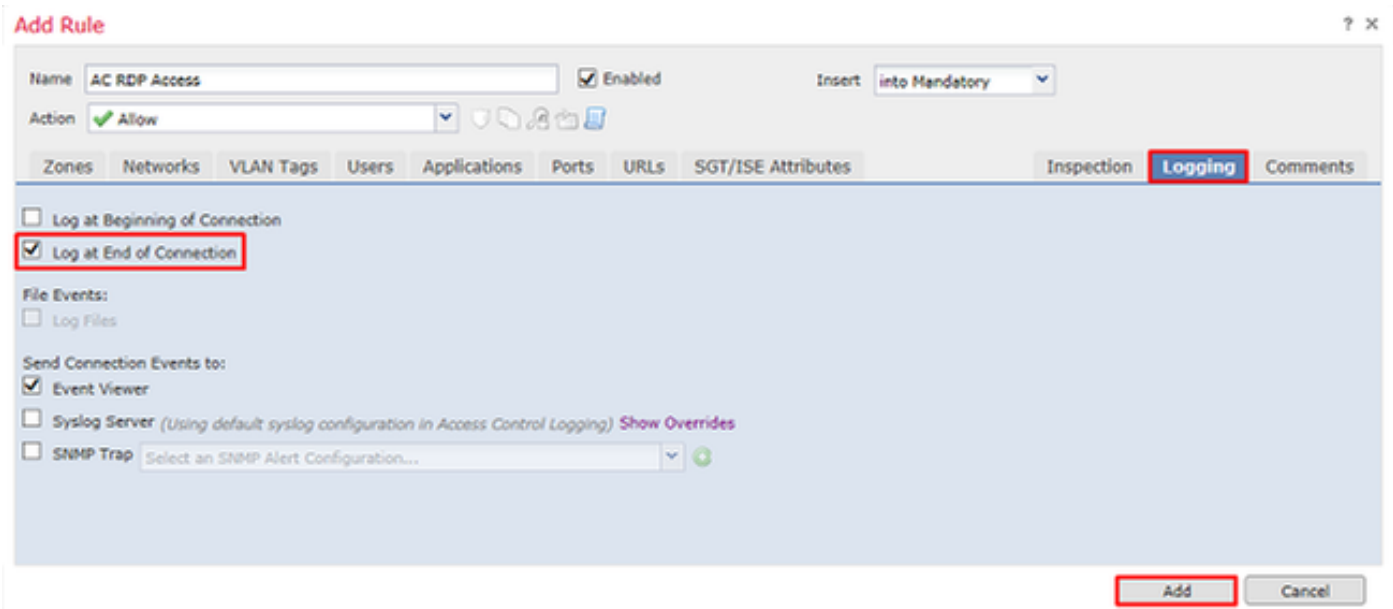 Add Rule ? ×
Name AC RDP Access Enabled Insert into Mandatory
Action Allow
Zones Networks VLAN Tags Users Applications Ports URLs SGT/ISE Attributes Inspection Logging Comments
Log at Beginning of Connection
Log at End of Connection
File Events:
Log Files
Send Connection Events to:
Event Viewer
Syslog Server (Using default syslog configuration in Access Control Logging) Show Overrides
SNMP Trap Select an SNMP Alert Configuration...
Add Cancel